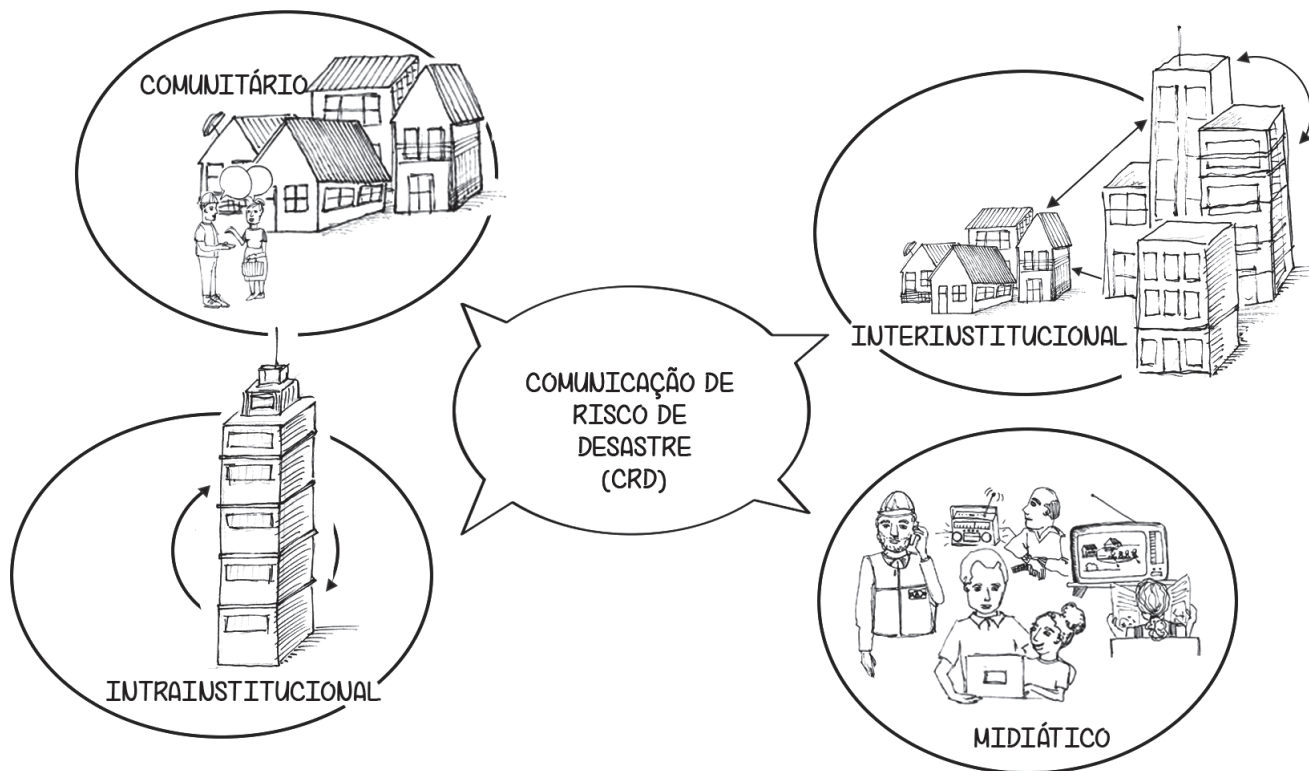 COMUNITÁRIO
INTERINSTITUCIONAL
COMUNICAÇÃO DE
RISCO DE
DESASTRE
(CRD)
INTRAINSTITUCIONAL
MIDIÁTICO